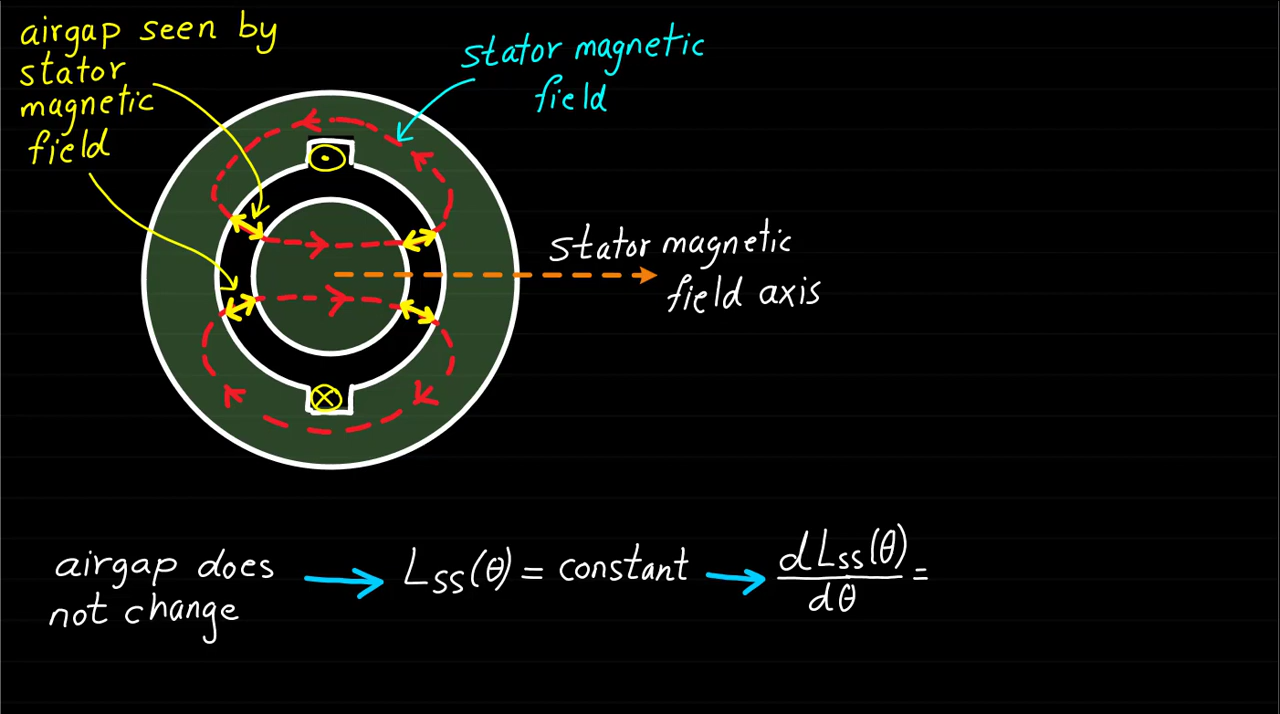 airgap seen by
stator
magnetic
field
stator magnetic
field
stator magnetic
field axis
airgap does
not change
Lss(θ) = constant
dLss(θ)
dθ
=